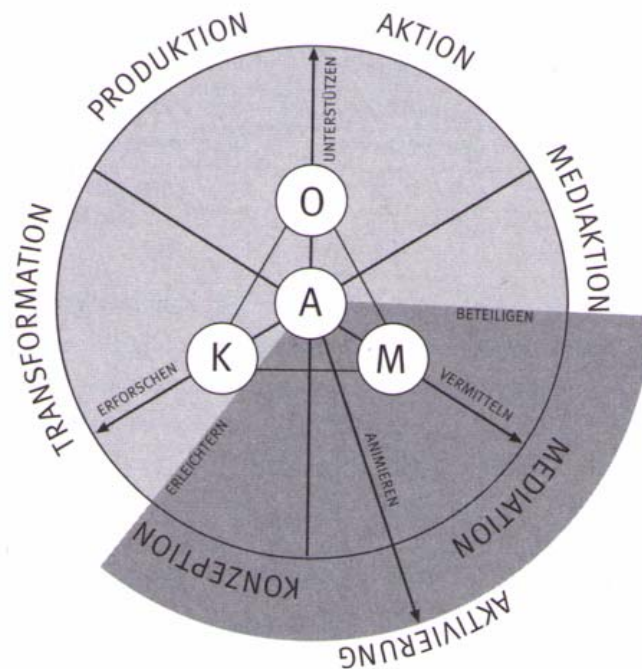 PRODUKTION
AKTION
UNTERSTÜTZEN
O
MEDIAKTION
TRANSFORMATION
A
BETEILIGEN
K
M
ERFORSCHEN
VERMITTELN
ERLEICHTERN
ANIMIEREN
MEDIATION
KONZEPTION
AKTIVIERUNG